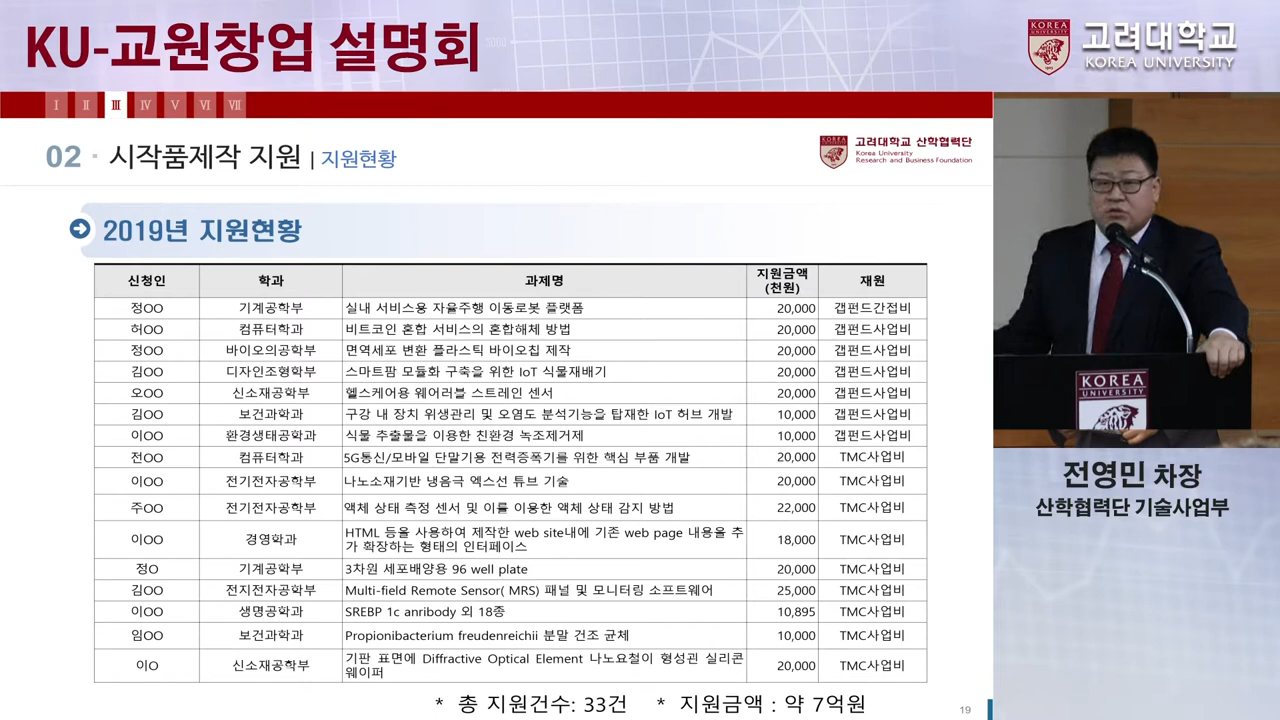 KU-교원창업 설명회
KOREA UNIVERSITY
고려대학교
KOREA UNIVERSITY
Ⅰ Ⅱ Ⅲ Ⅳ Ⅴ Ⅵ Ⅶ
02 · 시작품제작 지원 | 지원현황
KOREA
고려대학교 산학협력단
Korea University
Research and Business Foundation
2019년 지원현황
신청인 학과 과제명 지원금액 (천원) 재원
정OO 기계공학부 실내 서비스용 자율주행 이동로봇 플랫폼 20,000 갭펀드간접비
허OO 컴퓨터학과 비트코인 혼합 서비스의 혼합해체 방법 20,000 갭펀드사업비
정OO 바이오의공학부 면역세포 변환 플라스틱 바이오칩 제작 20,000 갭펀드사업비
김OO 디자인조형학부 스마트팜 모듈화 구축을 위한 IoT 식물재배기 20,000 갭펀드사업비
오OO 신소재공학부 헬스케어용 웨어러블 스트레인 센서 20,000 갭펀드사업비
김OO 보건과학과 구강 내 장치 위생관리 및 오염도 분석기능을 탑재한 IoT 허브 개발 10,000 갭펀드사업비
이OO 환경생태공학과 식물 추출물을 이용한 친환경 녹조제거제 10,000 갭펀드사업비
전OO 컴퓨터학과 5G통신/모바일 단말기용 전력증폭기를 위한 핵심 부품 개발 20,000 TMC사업비
이OO 전기전자공학부 나노소재기반 냉음극 엑스선 튜브 기술 20,000 TMC사업비
주OO 전기전자공학부 액체 상태 측정 센서 및 이를 이용한 액체 상태 감지 방법 22,000 TMC사업비
이OO 경영학과 HTML 등을 사용하여 제작한 web site내에 기존 web page 내용을 추
가 확장하는 형태의 인터페이스 18,000 TMC사업비
정O 기계공학부 3차원 세포배양용 96 well plate 20,000 TMC사업비
김OO 전지전자공학부 Multi-field Remote Sensor( MRS) 패널 및 모니터링 소프트웨어 25,000 TMC사업비
이OO 생명공학과 SREBP 1c anribody 외 18종 10,895 TMC사업비
임OO 보건과학과 Propionibacterium freudenreichii 분말 건조 균체 10,000 TMC사업비
이O 신소재공학부 기판 표면에 Diffractive Optical Element 나노요철이 형성된 실리콘
웨이퍼 20,000 TMC사업비
* 총 지원건수: 33건 * 지원금액 : 약 7억원
19
KOREA
UNIVERSITY
전영민 차장
산학협력단 기술사업부